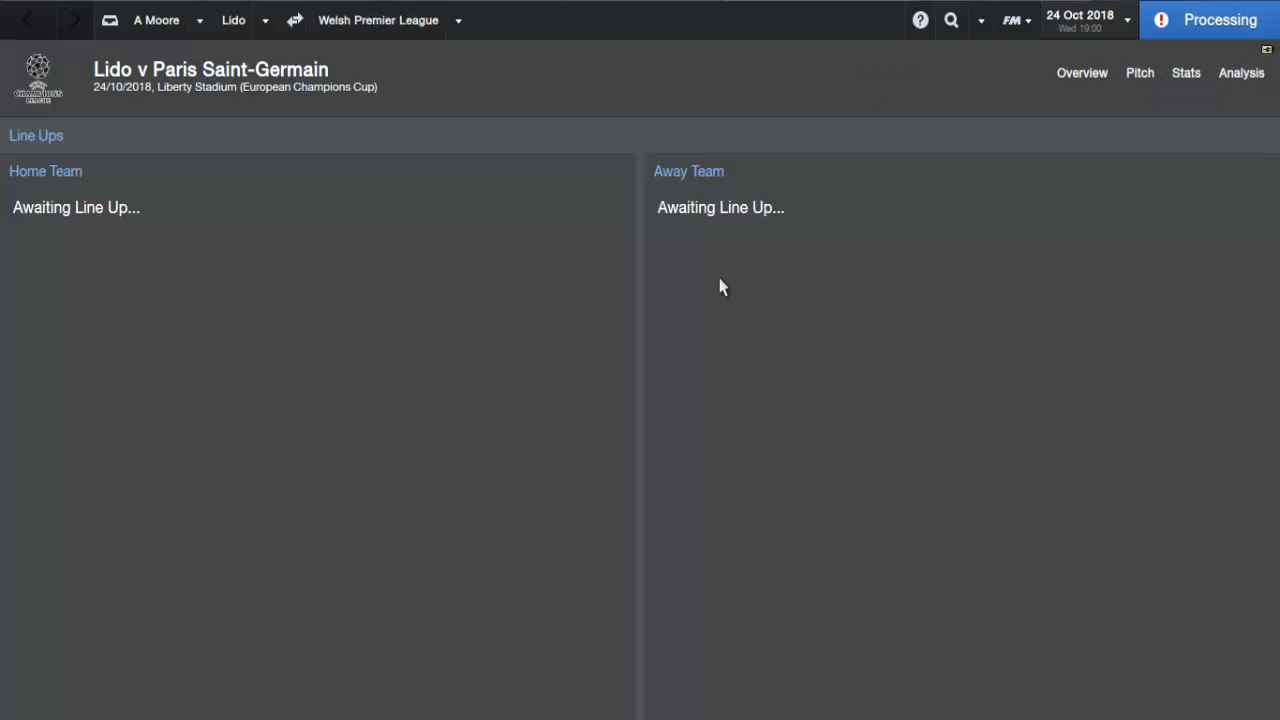 A Moore
Lido
Welsh Premier League
FM
24 Oct 2018
Wed 19:00
Processing
CHAMPIONS
LEAGUE
Lido v Paris Saint-Germain
24/10/2018, Liberty Stadium (European Champions Cup)
Overview
Pitch
Stats
Analysis
Line Ups
Home Team
Away Team
Awaiting Line Up...
Awaiting Line Up...